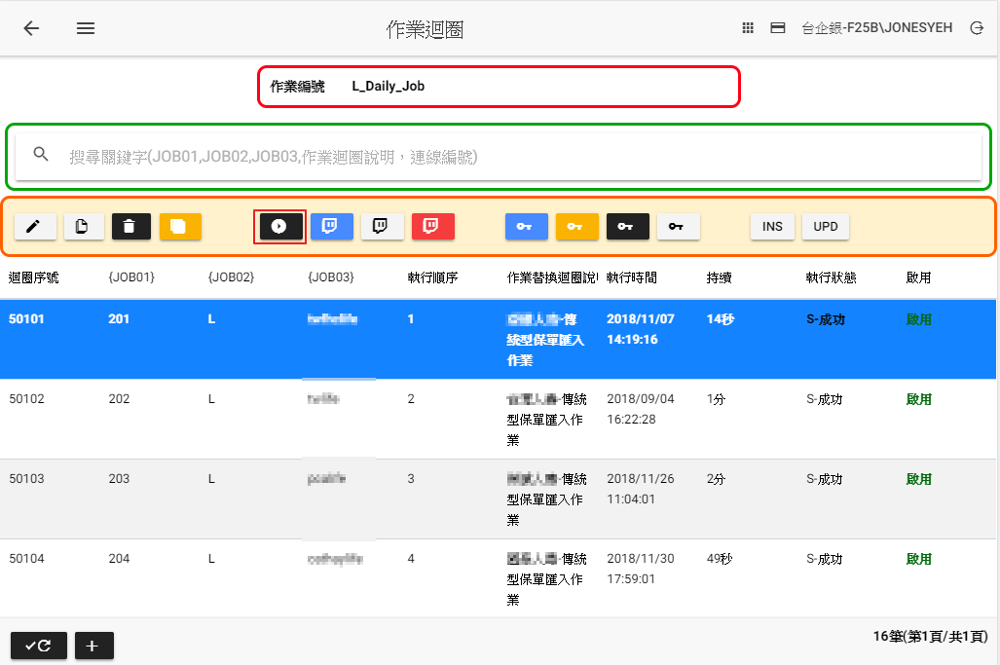 作業迴圈
台企銀-F25B\JONESYEH
作業編號 L_Daily_Job
搜尋關鍵字(JOB01,JOB02,JOB03,作業迴圈說明，連線編號)
INS UPD
迴圈序號 {JOB01} {JOB02} {JOB03} 執行順序 作業替換迴圈說 執行時間 持續 執行狀態 啟用
50101 201 L 1 -傳 2018/11/07 14秒 S-成功 啟用
統型保單匯入 14:19:16
作業
50102 202 L 2 -傳統 2018/09/04 1分 S-成功 啟用
型保單匯入作 16:22:28
業
50103 203 L 3 -傳統 2018/11/26 2分 S-成功 啟用
型保單匯入作 11:04:01
業
50104 204 L 4 -傳統 2018/11/30 49秒 S-成功 啟用
型保單匯入作 17:59:01
業
16筆(第1頁/共1頁)